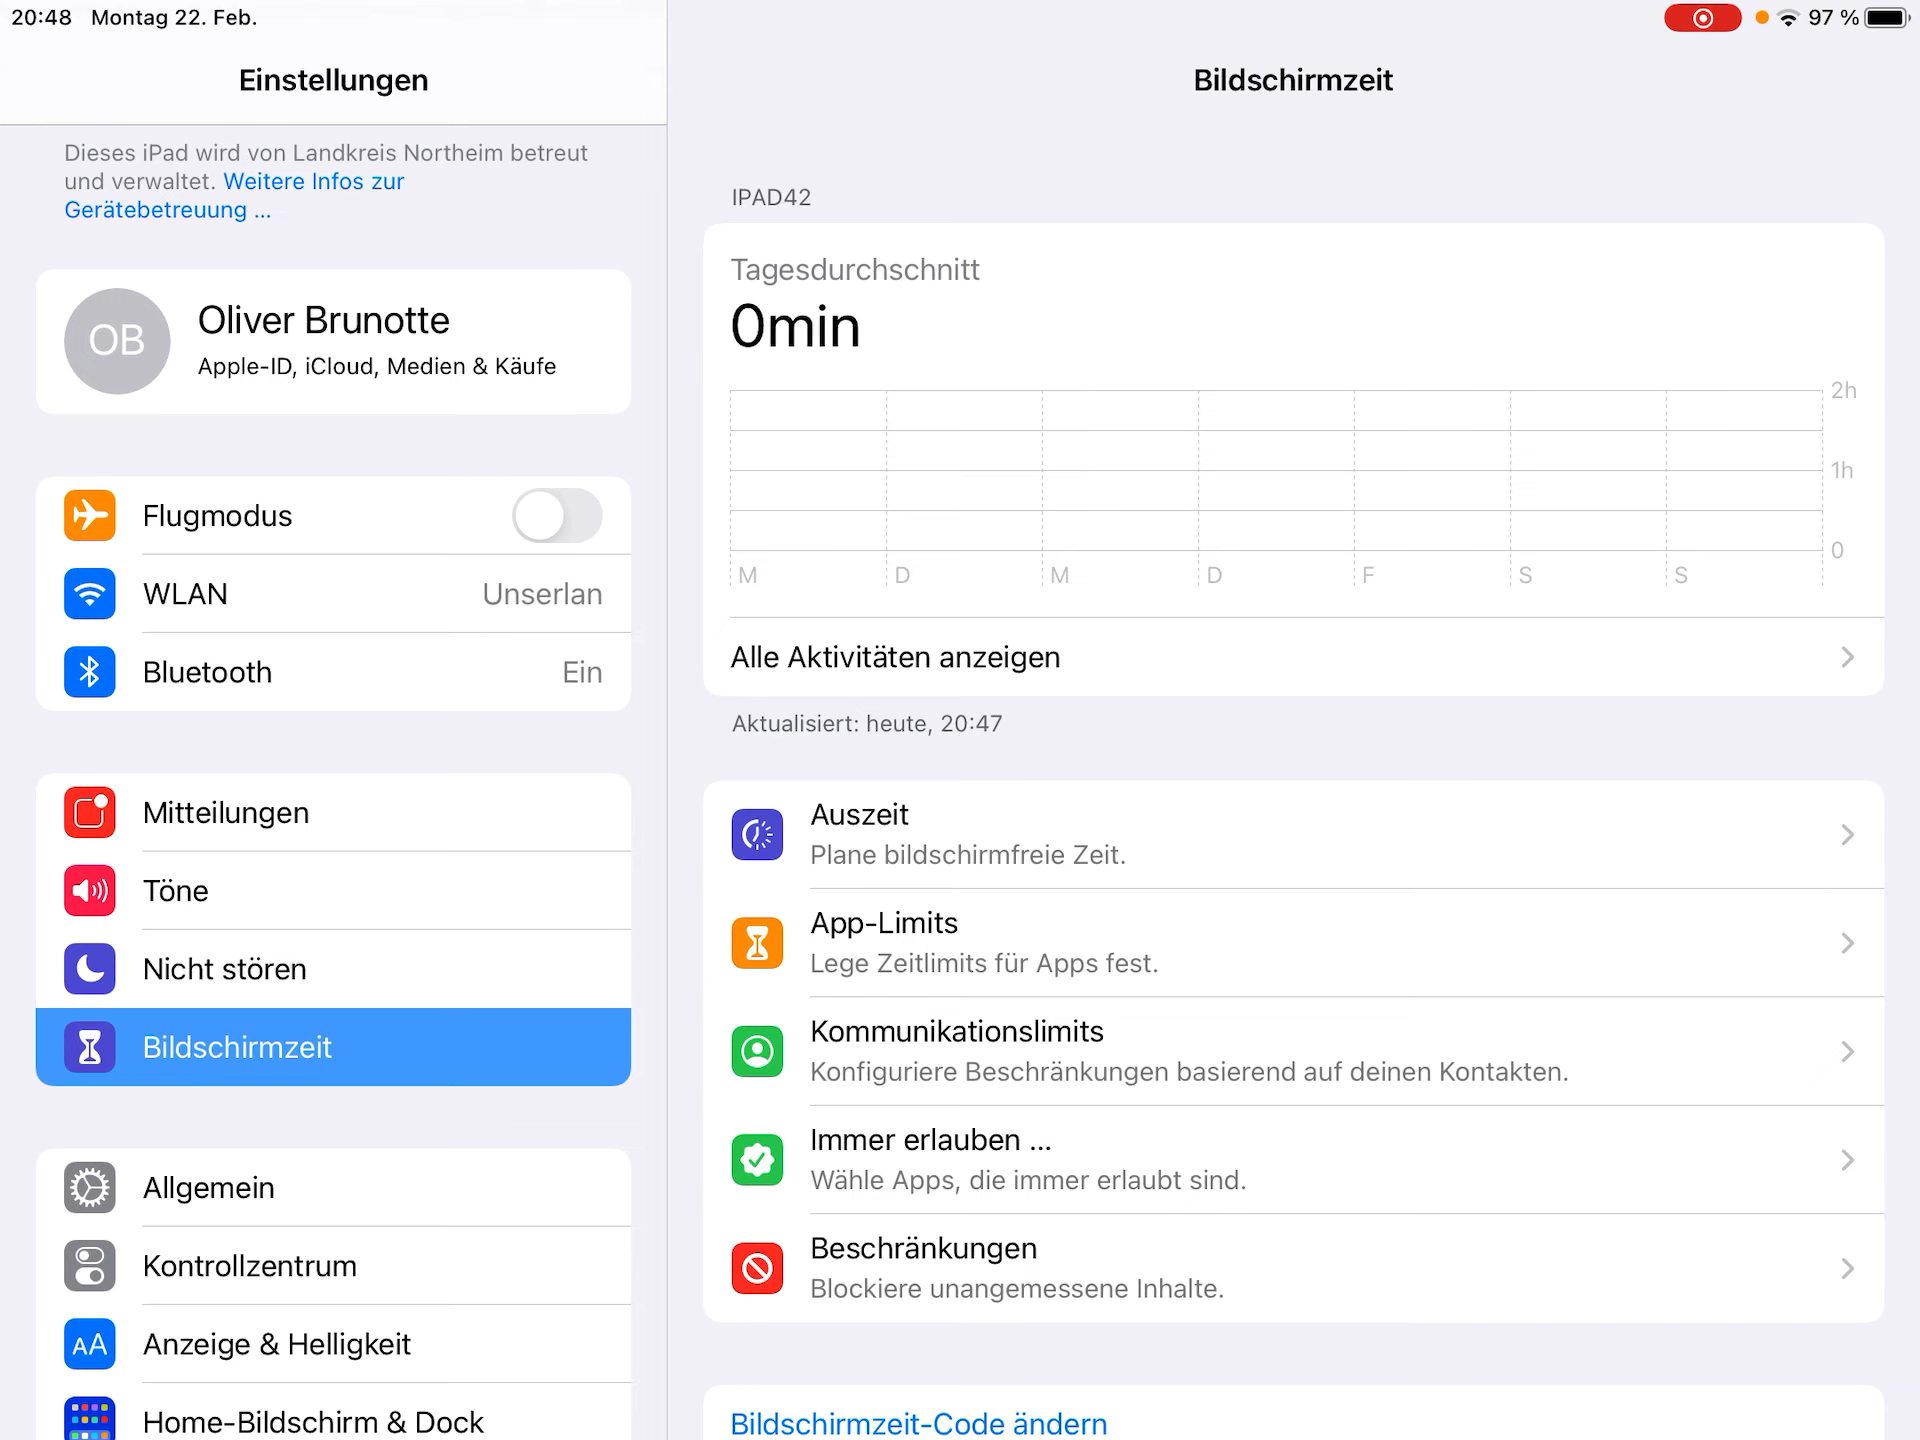 20:48 Montag 22. Feb.
97 %
Einstellungen
Dieses iPad wird von Landkreis Northeim betreut
und verwaltet. Weitere Infos zur
Gerätebetreuung ...
OB
Oliver Brunotte
Apple-ID, iCloud, Medien & Käufe
Flugmodus
WLAN Unserlan
Bluetooth Ein
Mitteilungen
Töne
Nicht stören
Bildschirmzeit
Allgemein
Kontrollzentrum
AA Anzeige & Helligkeit
Home-Bildschirm & Dock
Bildschirmzeit
IPAD42
Tagesdurchschnitt
0min
2h
1h
0
M D M D F S S
Alle Aktivitäten anzeigen
Aktualisiert: heute, 20:47
Auszeit
Plane bildschirmfreie Zeit.
App-Limits
Lege Zeitlimits für Apps fest.
Kommunikationslimits
Konfiguriere Beschränkungen basierend auf deinen Kontakten.
Immer erlauben ...
Wähle Apps, die immer erlaubt sind.
Beschränkungen
Blockiere unangemessene Inhalte.
Bildschirmzeit-Code ändern